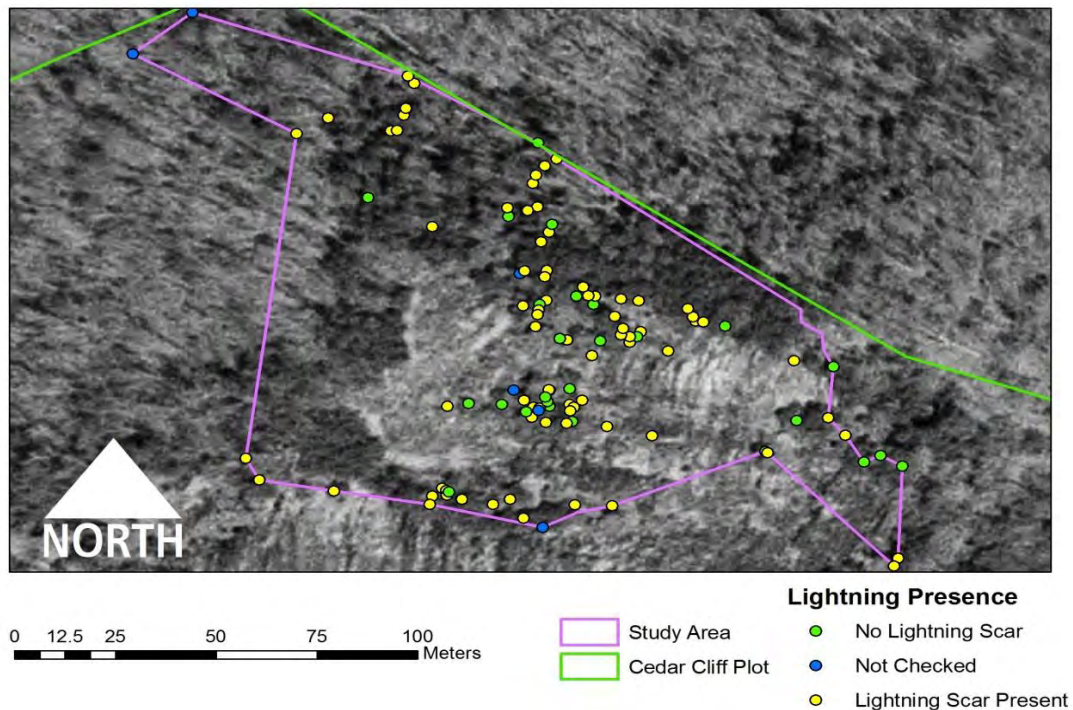 NORTH
0 12.5 25 50 75 100
Meters
Study Area
Cedar Cliff Plot
Lightning Presence
No Lightning Scar
Not Checked
Lightning Scar Present